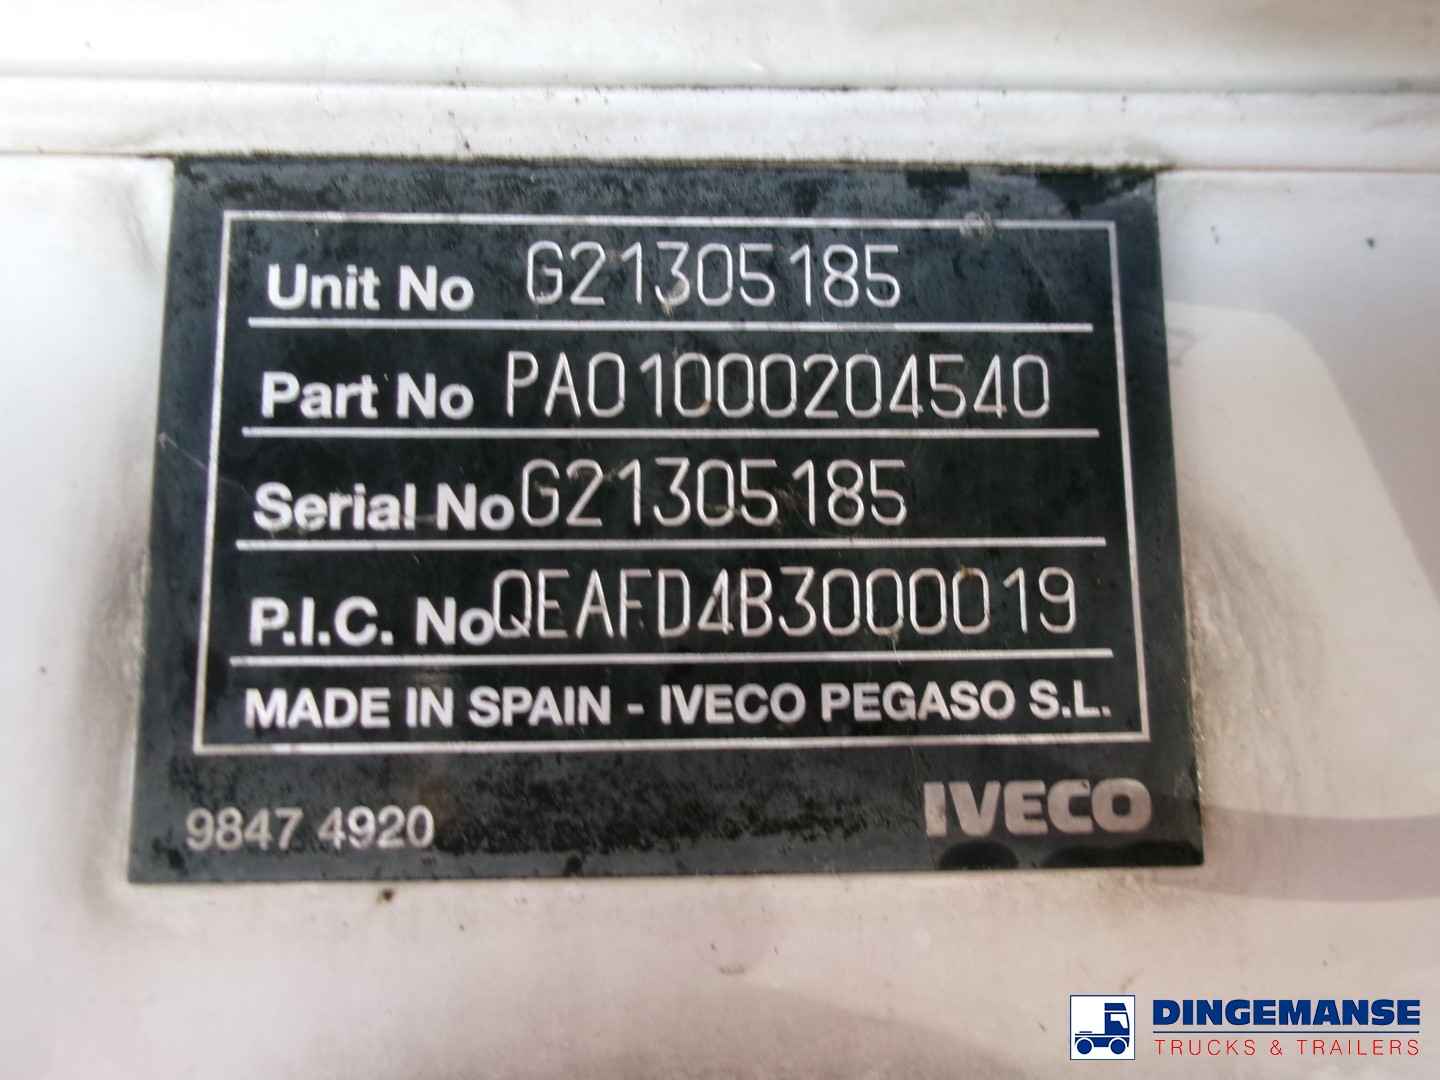 Unit No G21305185
Part No PA01000204540
Serial No G21305185
P.I.C. No QEAFD4B3000019
MADE IN SPAIN - IVECO PEGASO S.L.
9847 4920
IVECO
DINGEMANSE
TRUCKS & TRAILERS